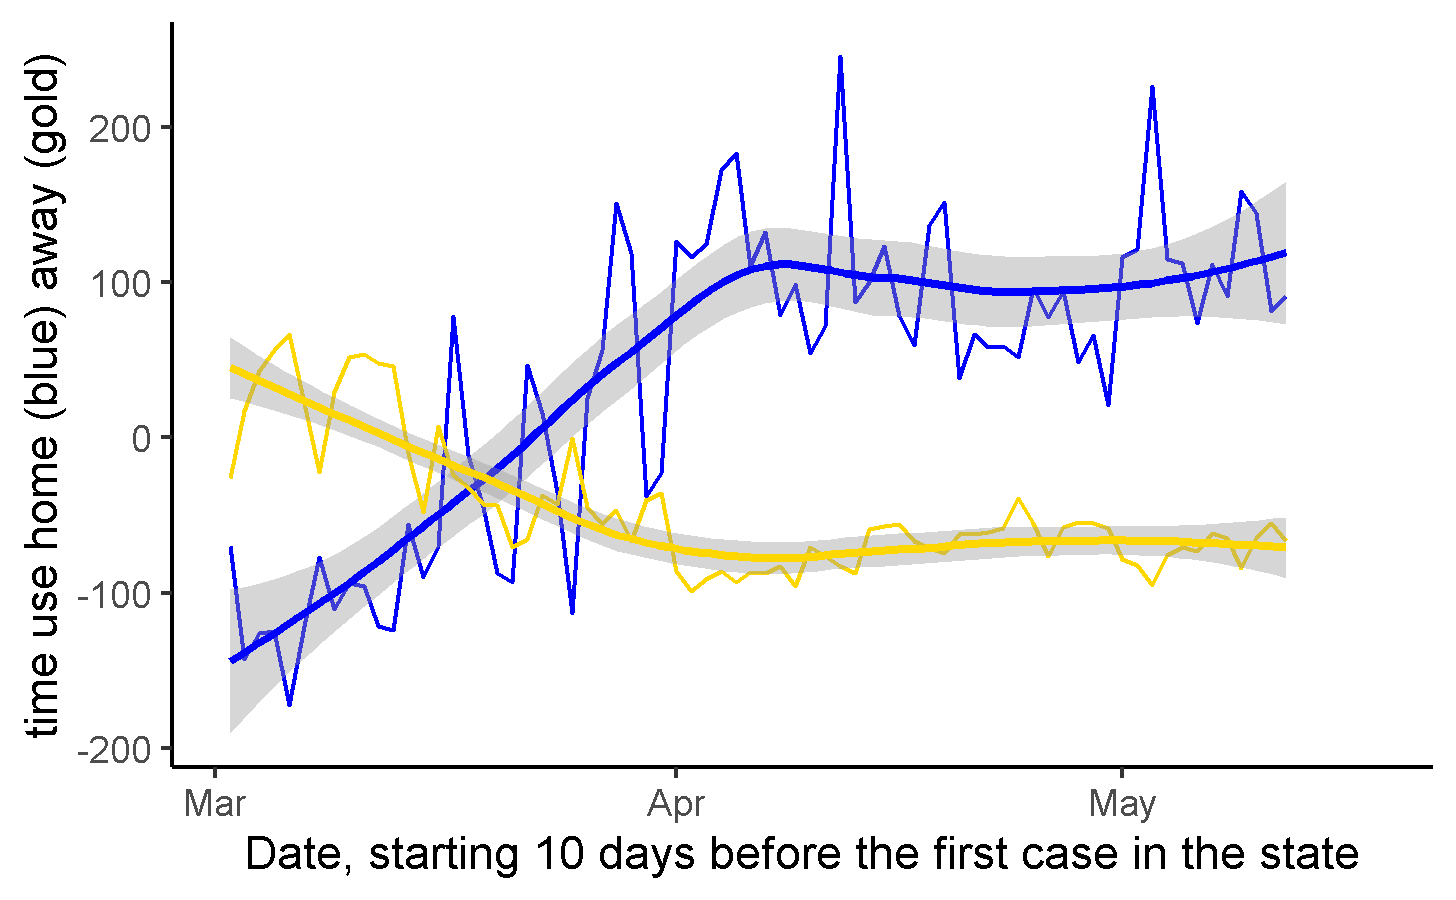 time use home (blue) away (gold)
200
100
0
-100
-200
Mar
Apr
May
Date, starting 10 days before the first case in the state